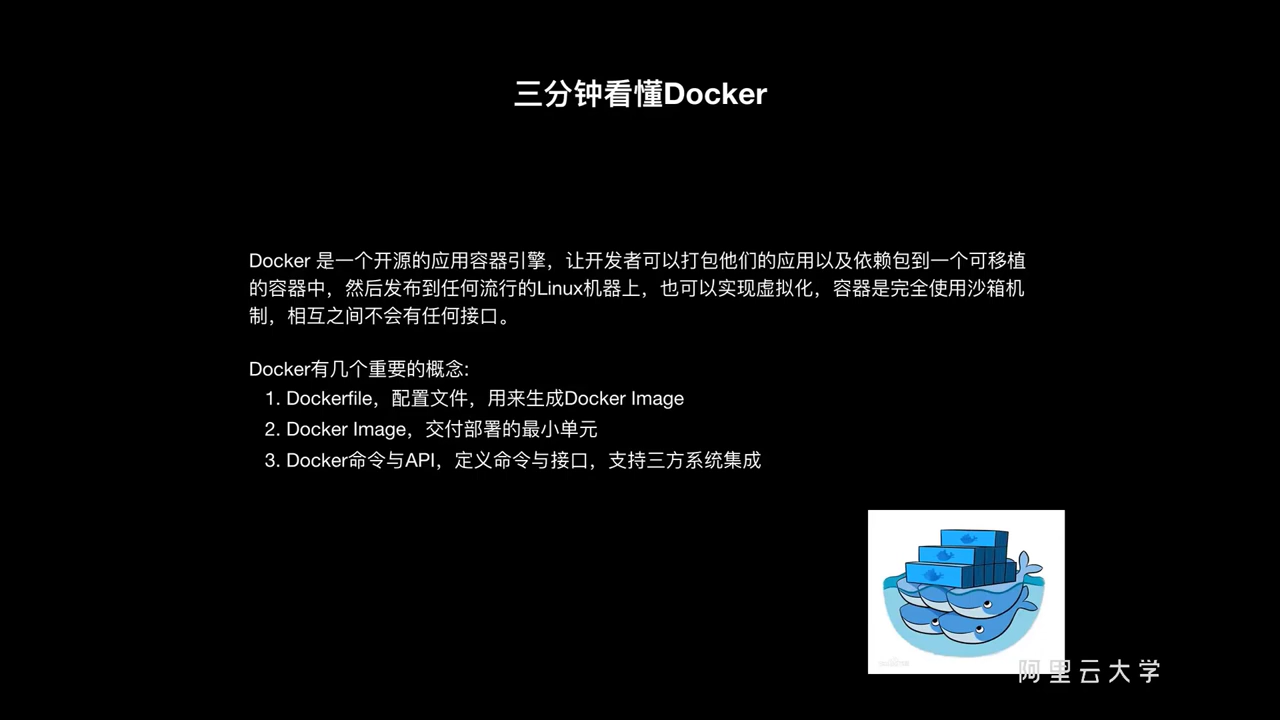 三分钟看懂Docker
Docker 是一个开源的应用容器引擎，让开发者可以打包他们的应用以及依赖包到一个可移植
的容器中，然后发布到任何流行的Linux机器上，也可以实现虚拟化，容器是完全使用沙箱机
制，相互之间不会有任何接口。
Docker有几个重要的概念:
1. Dockerfile，配置文件，用来生成Docker Image
2. Docker Image，交付部署的最小单元
3. Docker命令与API，定义命令与接口，支持三方系统集成
阿里云大学